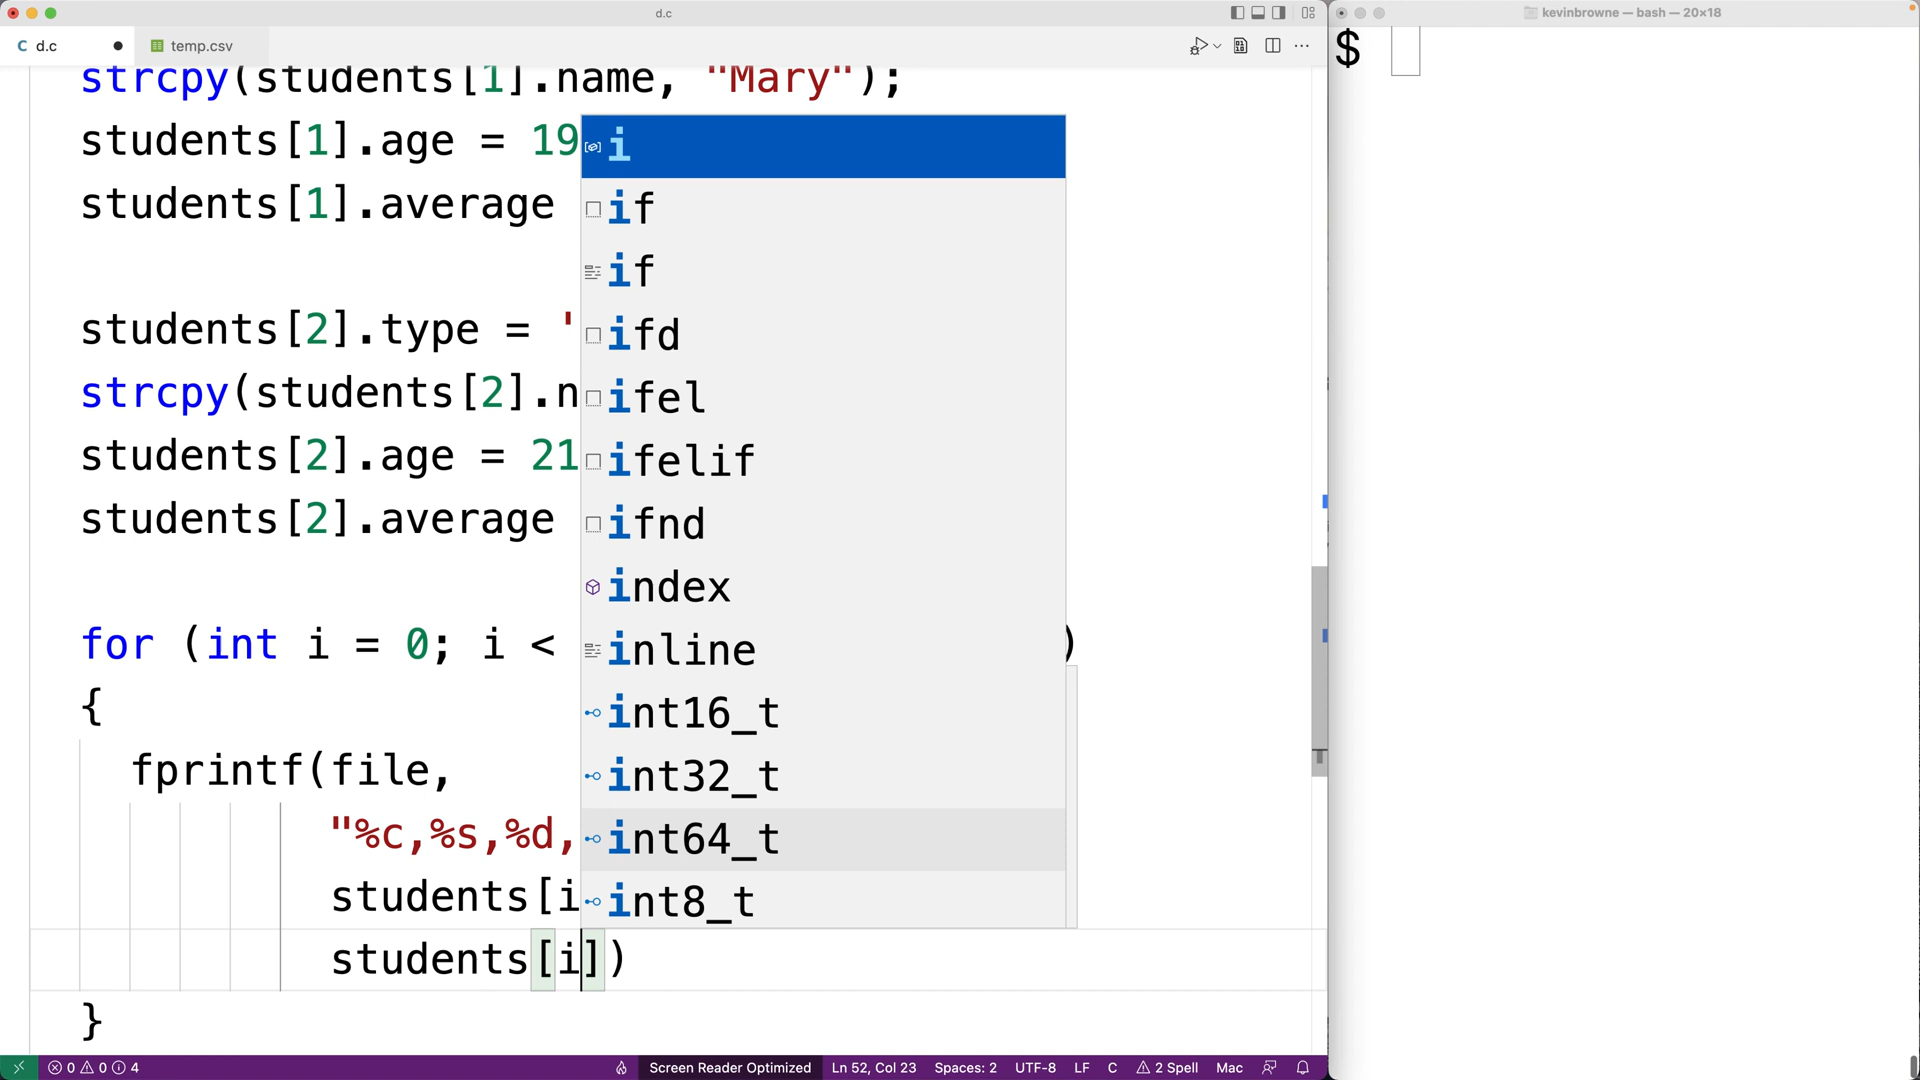 d.c
kevinbrowne — bash — 20×18
C d.c
temp.csv
$
strcpy(students[1].name, "Mary");
students[1].age = 19
students[1].average
students[2].type = '
strcpy(students[2].n
students[2].age = 21
students[2].average
for (int i = 0; i < )
{
fprintf(file,
"%c,%s,%d,
students[i
students[i])
}
i
if
if
ifd
ifel
ifelif
ifnd
index
inline
int16_t
int32_t
int64_t
int8_t
0 0 4
Screen Reader Optimized
Ln 52, Col 23
Spaces: 2
UTF-8
LF
C
2 Spell
Mac